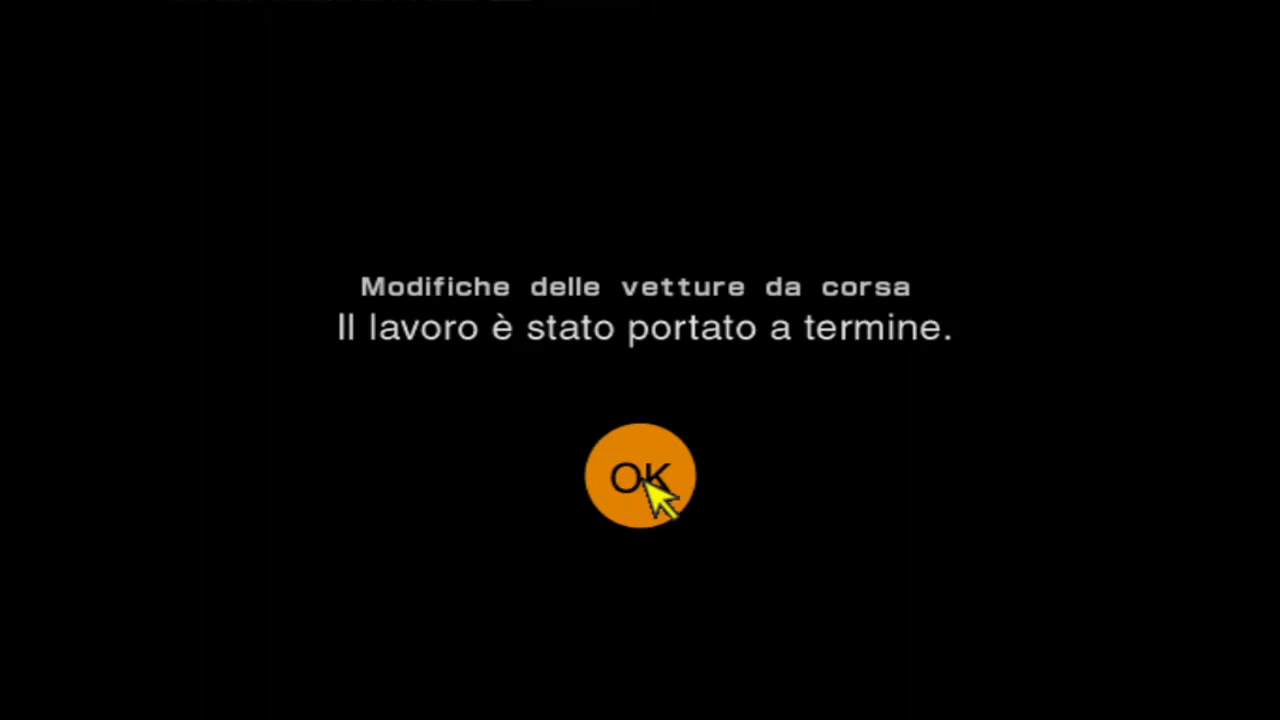 Modifiche delle vetture da corsa
Il lavoro è stato portato a termine.
OK